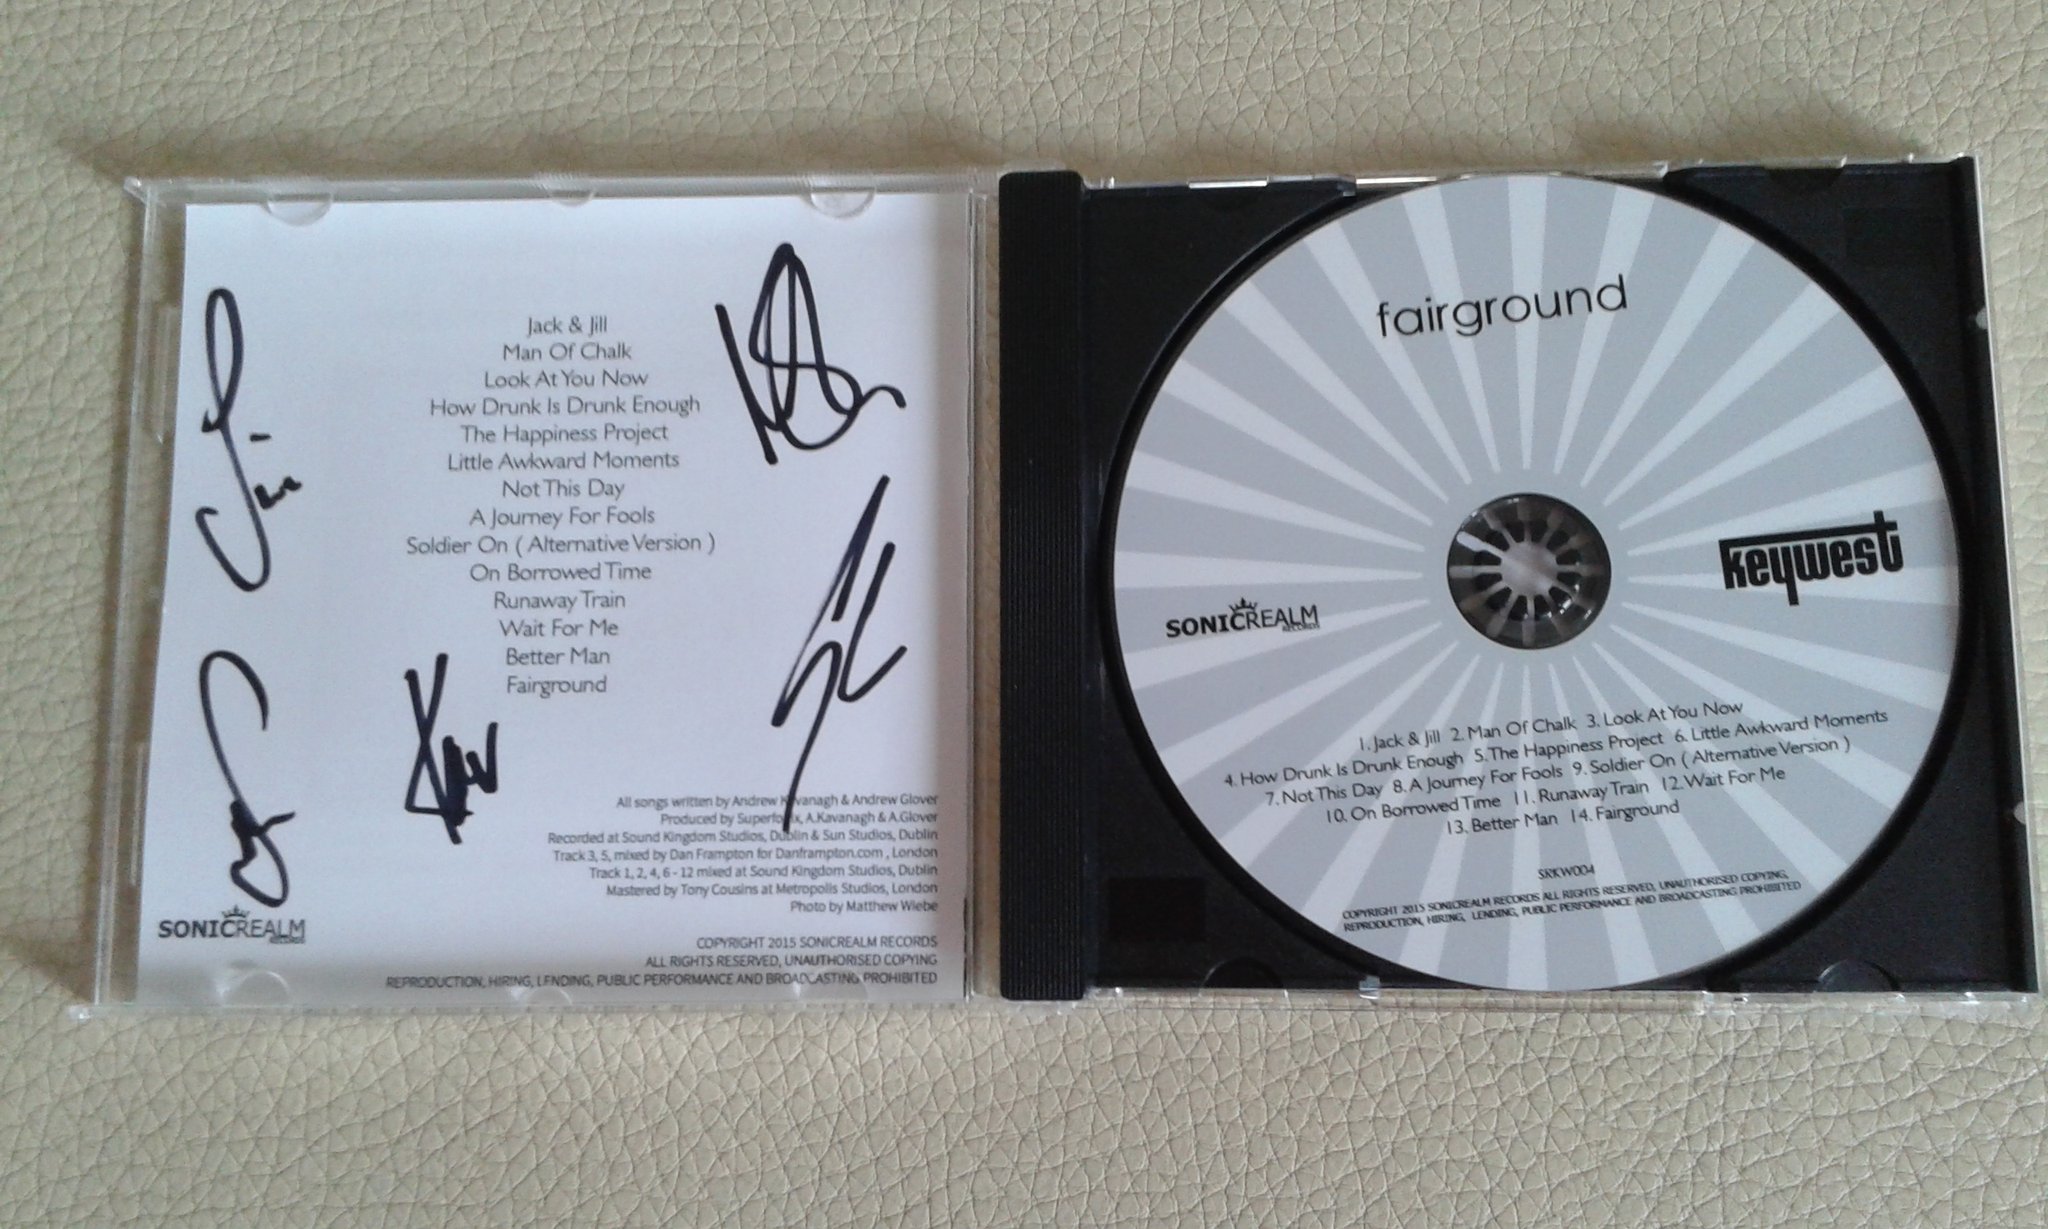 Jack & Jill
Man Of Chalk
Look At You Now
How Drunk Is Drunk Enough
The Happiness Project
Little Awkward Moments
Not This Day
A Journey For Fools
Soldier On ( Alternative Version )
On Borrowed Time
Runaway Train
Wait For Me
Better Man
Fairground
All songs written by Andrew Kavanagh & Andrew Glover
Produced by Superfonix, A.Kavanagh & A.Glover
Recorded at Sound Kingdom Studios, Dublin & Sun Studios, Dublin
Track 3, 5, mixed by Dan Frampton for Danframpton.com , London
Track 1, 2, 4, 6 - 12 mixed at Sound Kingdom Studios, Dublin
Mastered by Tony Cousins at Metropolis Studios, London
Photo by Matthew Wiebe
SONICREALM
RECORDS
COPYRIGHT 2015 SONICREALM RECORDS
ALL RIGHTS RESERVED, UNAUTHORISED COPYING
REPRODUCTION, HIRING, LENDING, PUBLIC PERFORMANCE AND BROADCASTING PROHIBITED
fairground
keywest
SONICREALM
RECORDS
1. Jack & Jill 2. Man Of Chalk 3. Look At You Now
4. How Drunk Is Drunk Enough 5. The Happiness Project 6. Little Awkward Moments
7. Not This Day 8. A Journey For Fools 9. Soldier On ( Alternative Version )
10. On Borrowed Time 11. Runaway Train 12. Wait For Me
13. Better Man 14. Fairground
SRKW004
COPYRIGHT 2015 SONICREALM RECORDS ALL RIGHTS RESERVED, UNAUTHORISED COPYING,
REPRODUCTION, HIRING, LENDING, PUBLIC PERFORMANCE AND BROADCASTING PROHIBITED